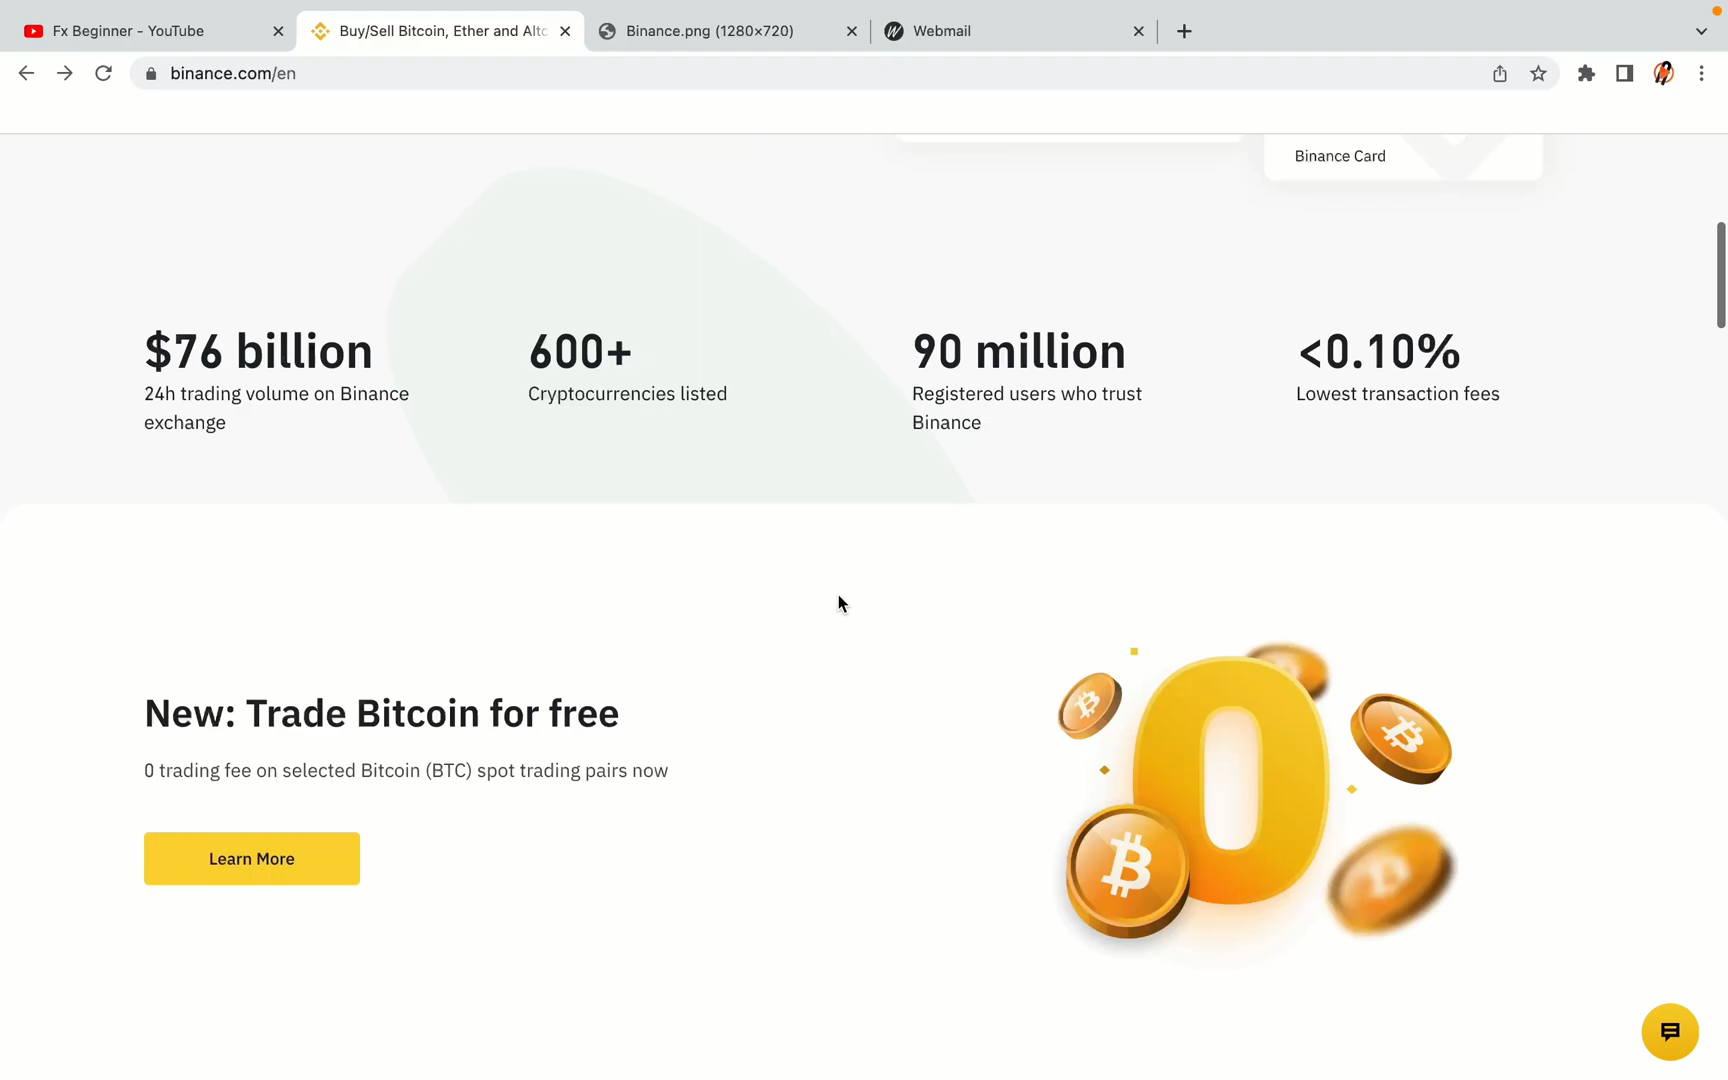 Fx Beginner - YouTube
Buy/Sell Bitcoin, Ether and Altc
Binance.png (1280×720)
Webmail
binance.com/en
Binance Card
$76 billion
24h trading volume on Binance
exchange
600+
Cryptocurrencies listed
90 million
Registered users who trust
Binance
<0.10%
Lowest transaction fees
New: Trade Bitcoin for free
0 trading fee on selected Bitcoin (BTC) spot trading pairs now
Learn More
0